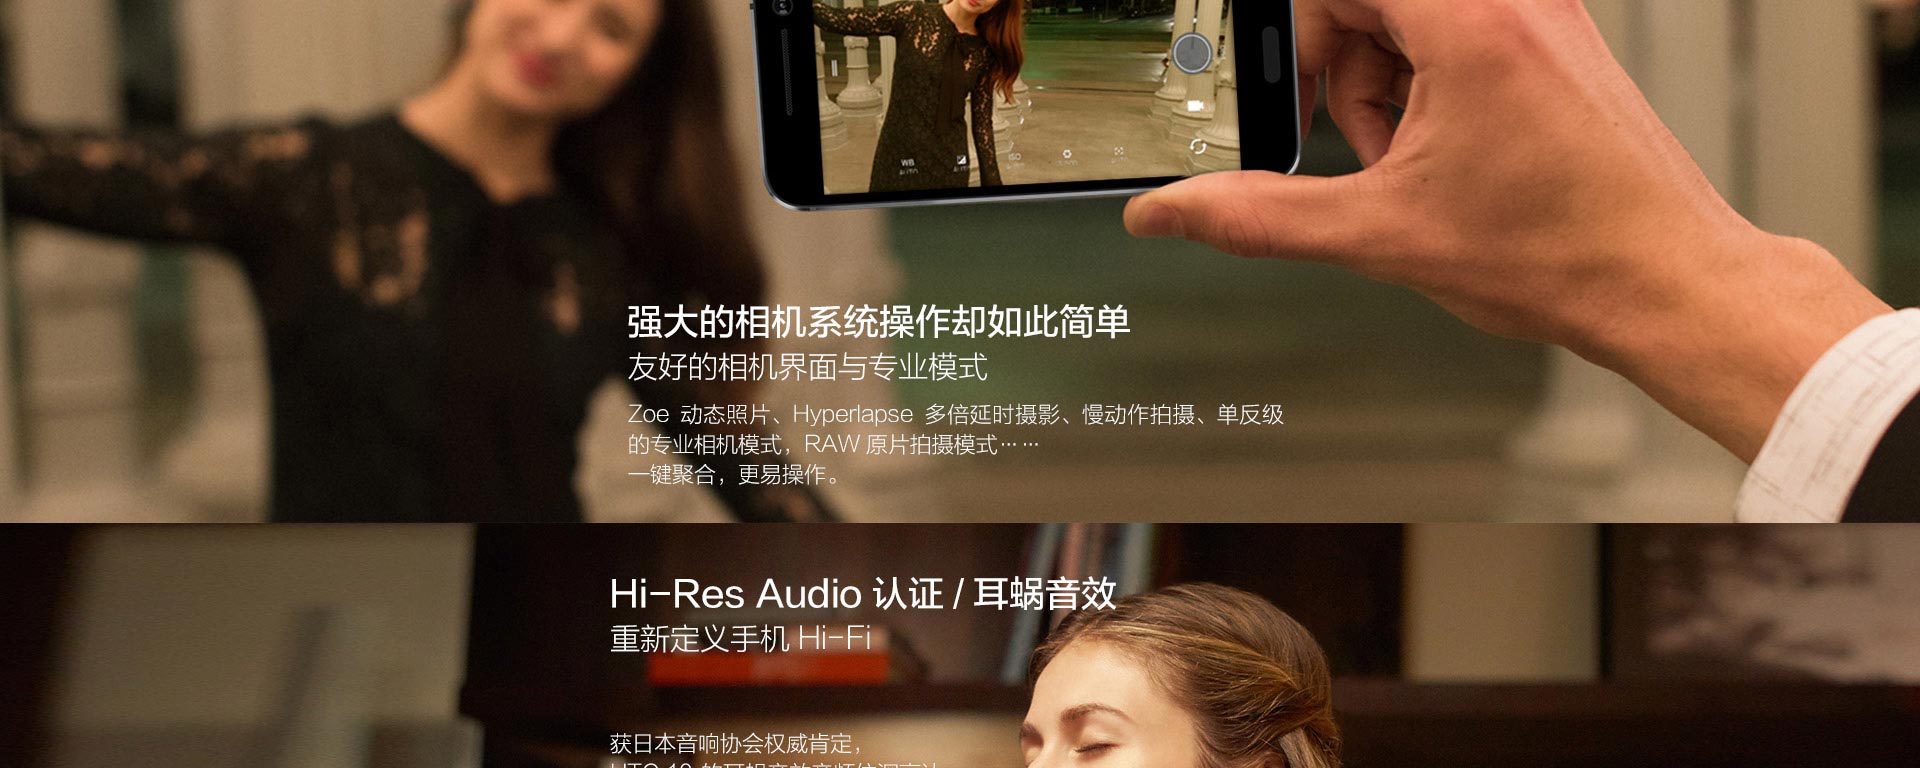 WB
AUTO
ISO
强大的相机系统操作却如此简单
友好的相机界面与专业模式
Zoe 动态照片、Hyperlapse 多倍延时摄影、慢动作拍摄、单反级
的专业相机模式，RAW 原片拍摄模式⋯ ⋯
一键聚合，更易操作。
Hi-Res Audio 认证 / 耳蜗音效
重新定义手机 Hi-Fi
获日本音响协会权威肯定，